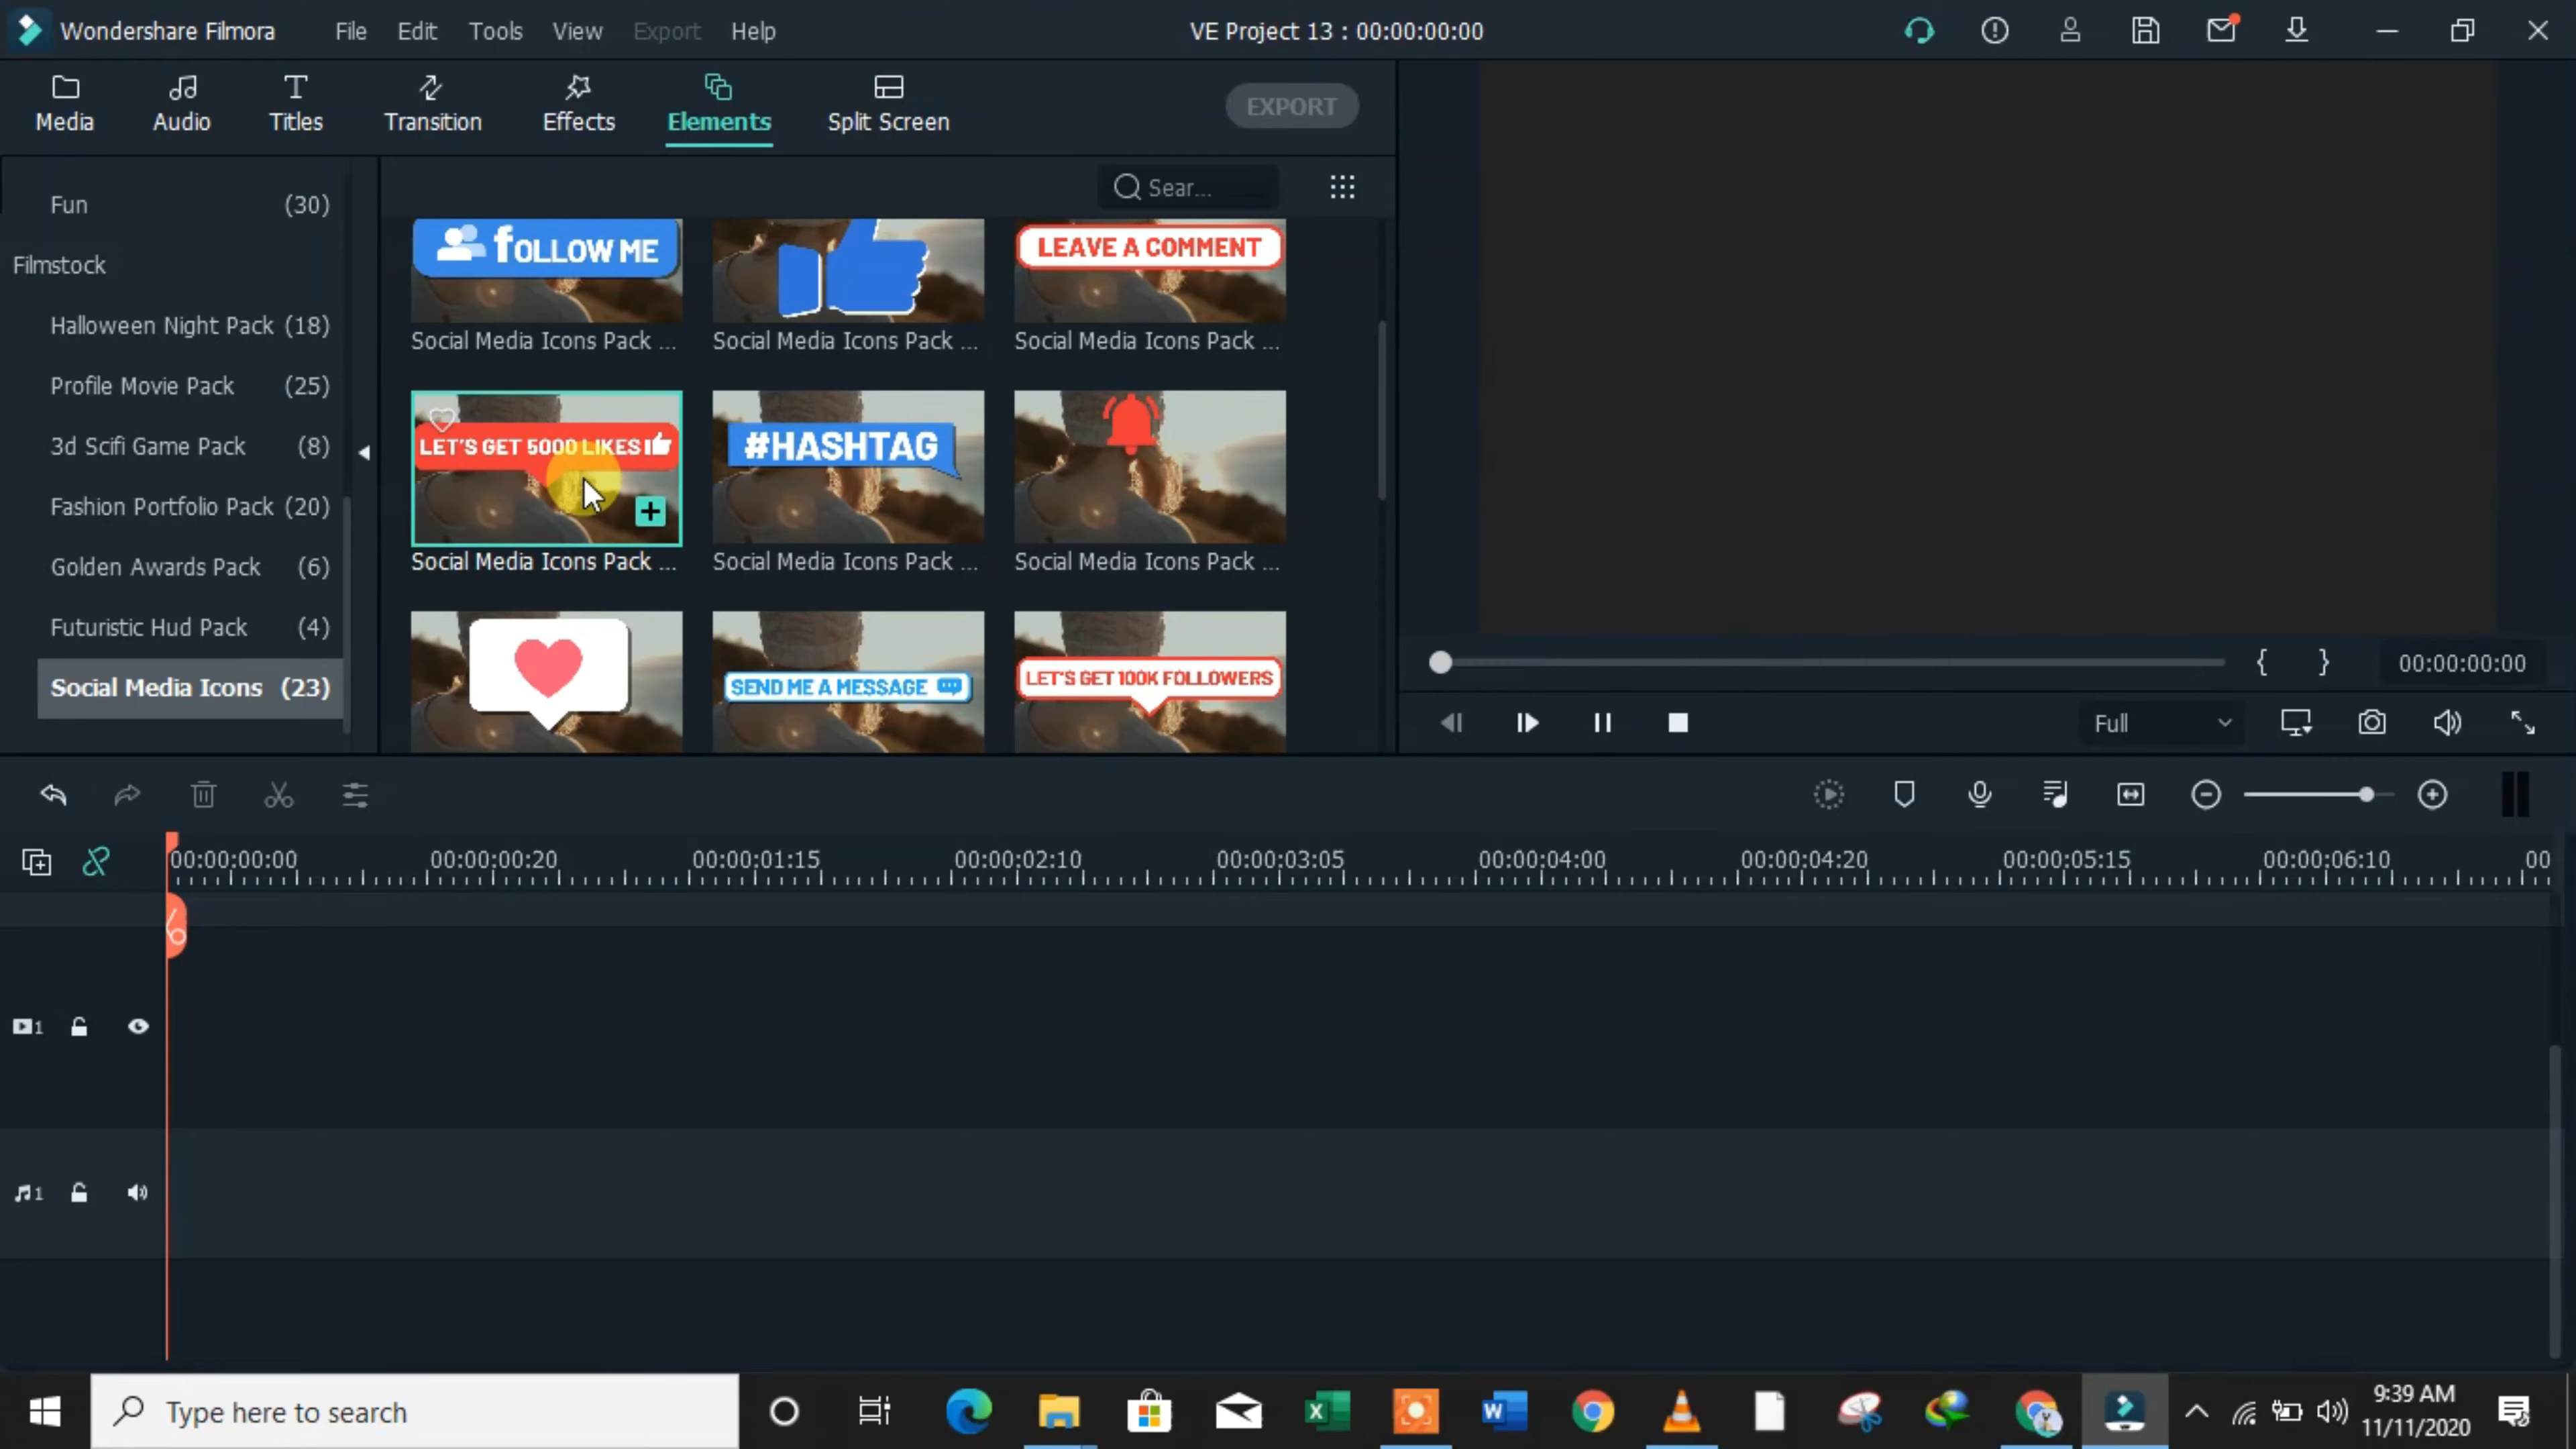 Wondershare Filmora
File Edit Tools View Export Help
VE Project 13 : 00:00:00:00
Media Audio Titles Transition Effects Elements Split Screen
EXPORT
Sear...
Fun (30)
Filmstock
Halloween Night Pack (18)
Profile Movie Pack (25)
3d Scifi Game Pack (8)
Fashion Portfolio Pack (20)
Golden Awards Pack (6)
Futuristic Hud Pack (4)
Social Media Icons (23)
fOLLOW ME
LEAVE A COMMENT
Social Media Icons Pack ... Social Media Icons Pack ... Social Media Icons Pack ...
LET'S GET 5000 LIKES
#HASHTAG
Social Media Icons Pack ... Social Media Icons Pack ... Social Media Icons Pack ...
SEND ME A MESSAGE
LET'S GET 100K FOLLOWERS
{ } 00:00:00:00
Full
00:00:00:00 00:00:00:20 00:00:01:15 00:00:02:10 00:00:03:05 00:00:04:00 00:00:04:20 00:00:05:15 00:00:06:10 00
1
1
Type here to search
9:39 AM
11/11/2020